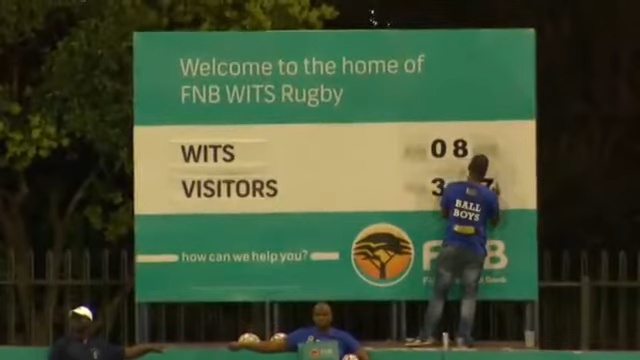 Welcome to the home of
FNB WITS Rugby
WITS 08
VISITORS 37
how can we help you?
FNB
BALL
BOYS